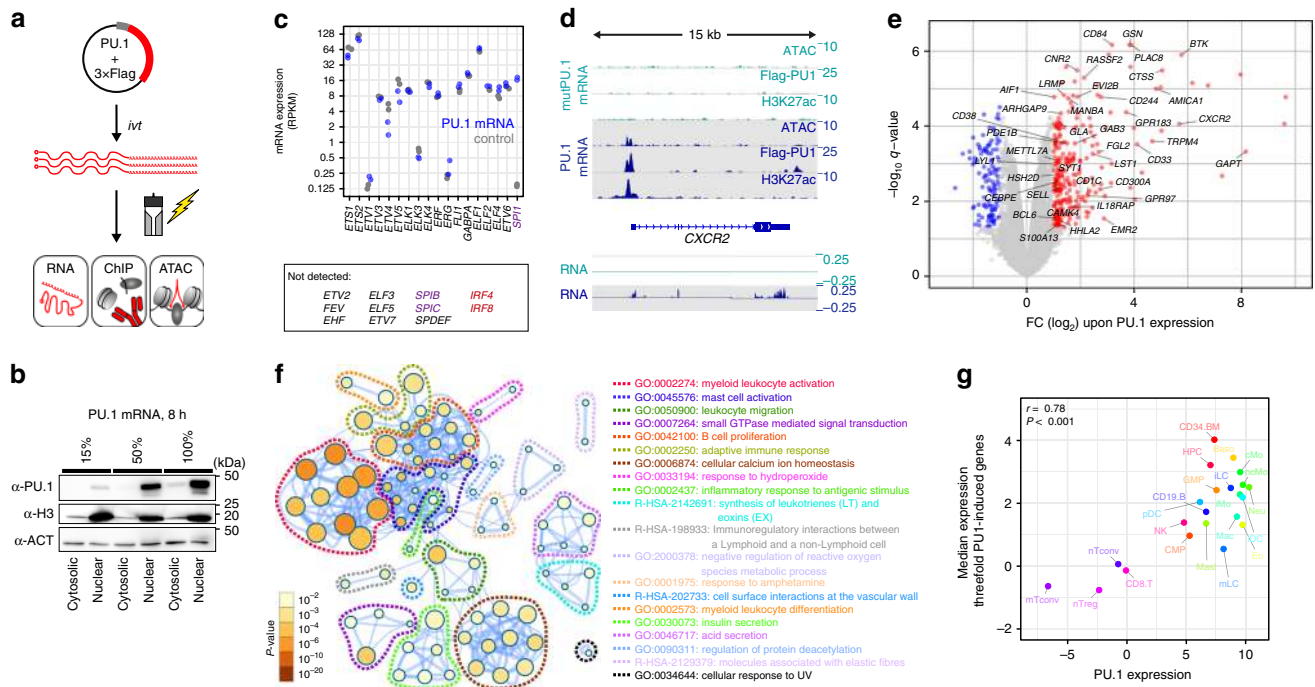 a
PU.1
+
3×Flag
ivt
RNA
ChIP
ATAC
b
PU.1 mRNA, 8 h
15%
50%
100%
(kDa)
α-PU.1
50
α-H3
25
20
α-ACT
50
Cytosolic
Nuclear
Cytosolic
Nuclear
Cytosolic
Nuclear
c
mRNA expression
(RPKM)
128
64
32
16
8
4
2
1
0.5
0.25
0.125
PU.1 mRNA
control
ETS1
ETS2
ETV1
ETV3
ETV4
ETV5
ELK1
ELK3
ELK4
ERF
ERG
FLI1
GABPA
ELF1
ELF2
ELF4
ETV6
SPI1
Not detected:
ETV2 ELF3 SPIB IRF4
FEV ELF5 SPIC IRF8
EHF ETV7 SPDEF
d
15 kb
mutPU.1
mRNA
ATAC
10
Flag-PU1
25
H3K27ac
10
PU.1
mRNA
ATAC
10
Flag-PU1
25
H3K27ac
10
CXCR2
RNA
0.25
−0.25
RNA
0.25
−0.25
e
−log10 q-value
6
4
2
0
0
4
8
FC (log2) upon PU.1 expression
CD84
GSN
BTK
CNR2
RASSF2
PLAC8
CTSS
LRMP
EVI2B
AIF1
MANBA
CD244
AMICA1
ARHGAP9
CD38
GPR183
CXCR2
PDE1B
GLA
GAB3
TRPM4
METTL7A
FGL2
LYL1
SYT1
LST1
CD33
GAPT
HSH2D
CD1C
CD300A
CEBPE
SELL
GPR97
BCL6
CAMK4
IL18RAP
S100A13
HHLA2
EMR2
f
P-value
10−2
10−3
10−4
10−6
10−10
10−20
GO:0002274: myeloid leukocyte activation
GO:0045576: mast cell activation
GO:0050900: leukocyte migration
GO:0007264: small GTPase mediated signal transduction
GO:0042100: B cell proliferation
GO:0002250: adaptive immune response
GO:0006874: cellular calcium ion homeostasis
GO:0033194: response to hydroperoxide
GO:0002437: inflammatory response to antigenic stimulus
R-HSA-2142691: synthesis of leukotrienes (LT) and
eoxins (EX)
R-HSA-198933: Immunoregulatory interactions between
a Lymphoid and a non-Lymphoid cell
GO:2000378: negative regulation of reactive oxygen
species metabolic process
GO:0001975: response to amphetamine
R-HSA-202733: cell surface interactions at the vascular wall
GO:0002573: myeloid leukocyte differentiation
GO:0030073: insulin secretion
GO:0046717: acid secretion
GO:0090311: regulation of protein deacetylation
R-HSA-2129379: molecules associated with elastic fibres
GO:0034644: cellular response to UV
g
r = 0.78
P < 0.001
Median expression
threefold PU1-induced genes
4
2
0
−2
−5
0
5
10
PU.1 expression
CD34.BM
Baso
HPC
cMo
ncMo
iLC
GMP
CD19.B
iMo
Neu
pDC
NK
Mac
CMP
Mast
mLC
nTconv
CD8.T
mTconv
nTreg